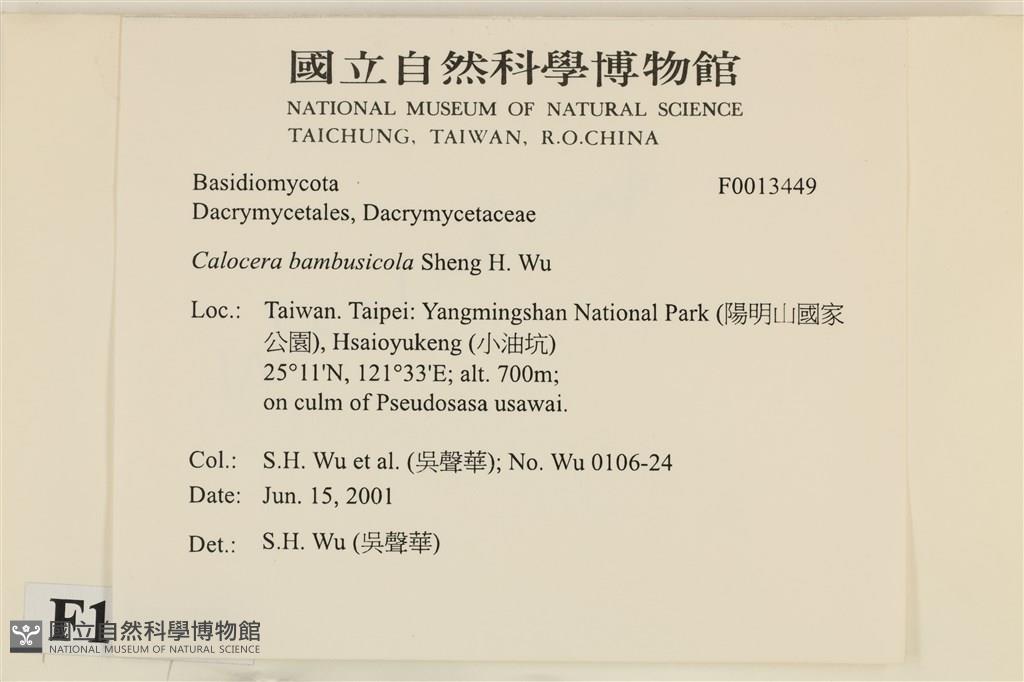 國立自然科學博物館
NATIONAL MUSEUM OF NATURAL SCIENCE
TAICHUNG, TAIWAN, R.O.CHINA
Basidiomycota F0013449
Dacrymycetales, Dacrymycetaceae
Calocera bambusicola Sheng H. Wu
Loc.: Taiwan. Taipei: Yangmingshan National Park (陽明山國家
公園), Hsaioyukeng (小油坑)
25°11'N, 121°33'E; alt. 700m;
on culm of Pseudosasa usawai.
Col.: S.H. Wu et al. (吳聲華); No. Wu 0106-24
Date: Jun. 15, 2001
Det.: S.H. Wu (吳聲華)
F1
國立自然科學博物館
NATIONAL MUSEUM OF NATURAL SCIENCE